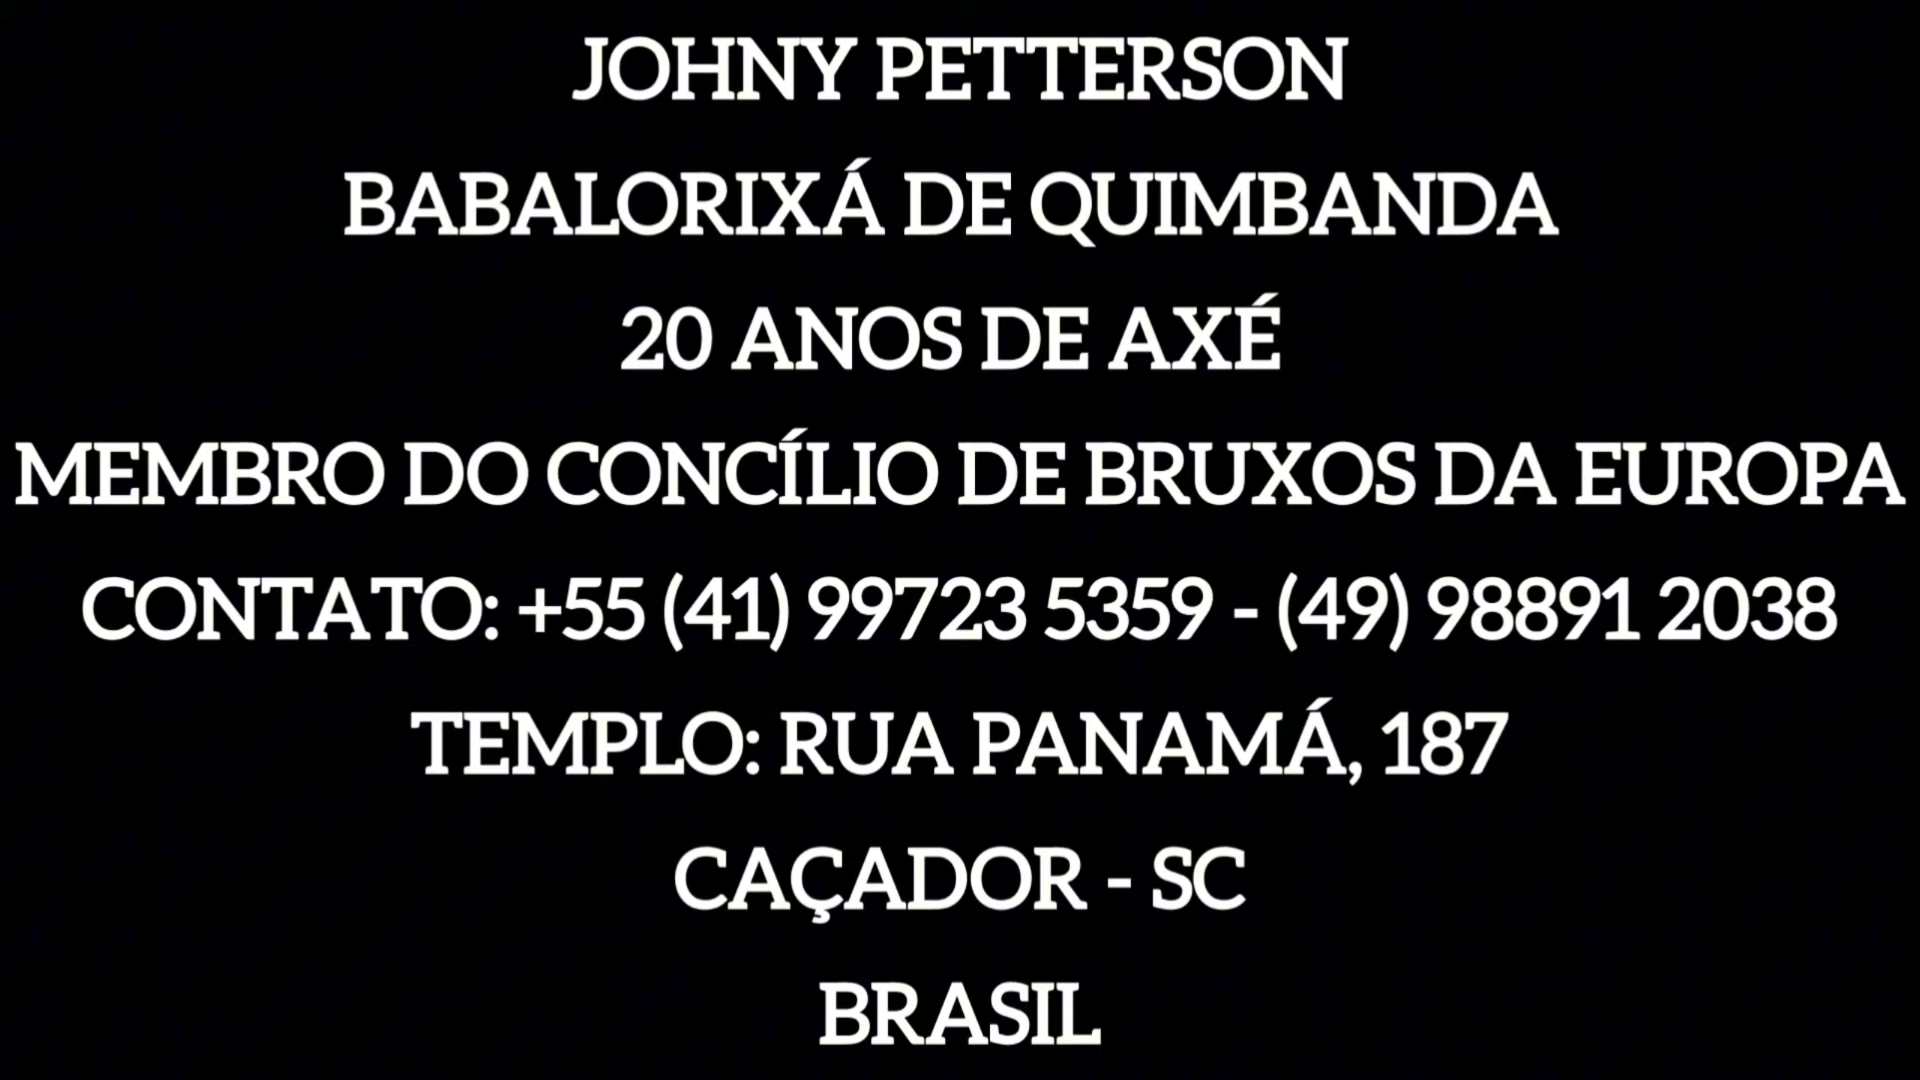 JOHNY PETTERSON
BABALORIXÁ DE QUIMBANDA
20 ANOS DE AXÉ
MEMBRO DO CONCÍLIO DE BRUXOS DA EUROPA
CONTATO: +55 (41) 99723 5359 - (49) 98891 2038
TEMPLO: RUA PANAMÁ, 187
CAÇADOR - SC
BRASIL